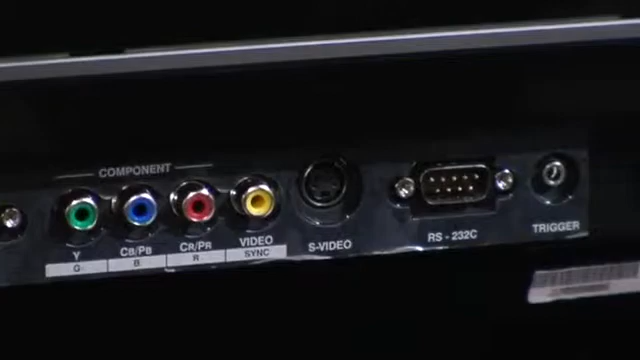 COMPONENT
Y
CB/PB
CR/PR
VIDEO
S-VIDEO
RS-232C
TRIGGER
G
B
R
SYNC